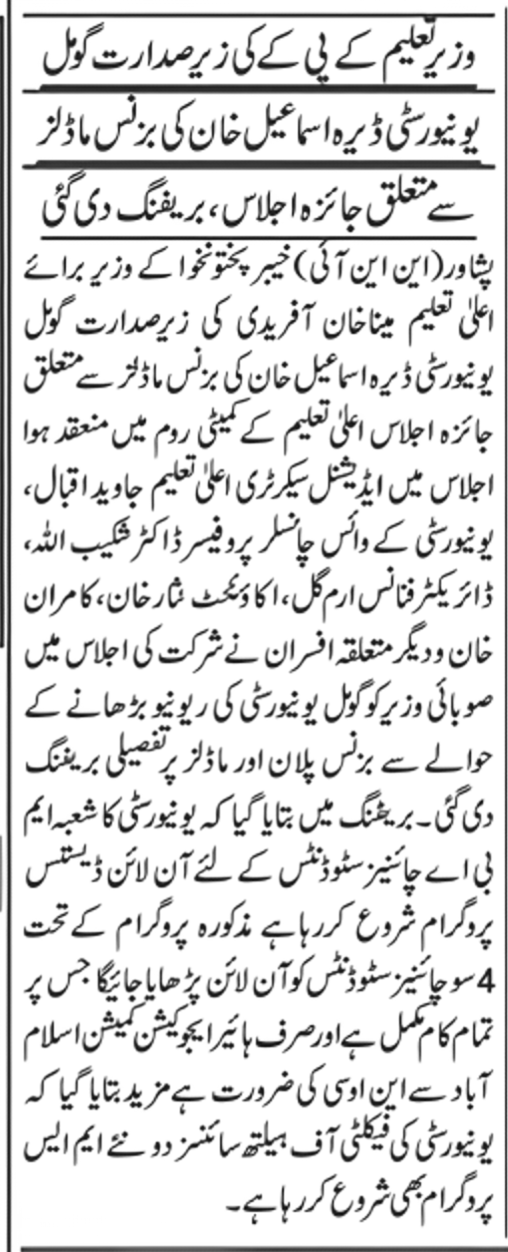 وزیرتعلیم کے پی کے کی زیرصدارت گومل
یونیورسٹی ڈیرہ اسماعیل خان کی بزنس ماڈلز
سے متعلق جائزہ اجلاس، بریفنگ دی گئی
پشاور(این این آئی) خیبر پختونخوا کے وزیر برائے
اعلیٰ تعلیم میناخان آفریدی کی زیرصدارت گومل
یونیورسٹی ڈیرہ اسماعیل خان کی بزنس ماڈلز سے متعلق
جائزہ اجلاس اعلیٰ تعلیم کے کمیٹی روم میں منعقد ہوا
اجلاس میں ایڈیشنل سیکرٹری اعلیٰ تعلیم جاوید اقبال،
یونیورسٹی کے وائس چانسلر پروفیسر ڈاکٹر شکیب اللہ،
ڈائریکٹر فنانس ارم گل، اکاؤنٹنٹ نثار خان، کامران
خان و دیگر متعلقہ افسران نے شرکت کی اجلاس میں
صوبائی وزیر کو گومل یونیورسٹی کی ریونیو بڑھانے کے
حوالے سے بزنس پلان اور ماڈلز پر تفصیلی بریفنگ
دی گئی۔ بریفنگ میں بتایا گیا کہ یونیورسٹی کا شعبہ ایم
بی اے چائنیز سٹوڈنٹس کے لئے آن لائن ڈیسٹنس
پروگرام شروع کررہاہے مذکورہ پروگرام کے تحت
4 سو چائنیز سٹوڈنٹس کو آن لائن پڑھایا جائیگا جس پر
تمام کام مکمل ہے اور صرف ہائیر ایجوکیشن کمیشن اسلام
آباد سے این او سی کی ضرورت ہے مزید بتایا گیا کہ
یونیورسٹی کی فیکلٹی آف ہیلتھ سائنسز دو نئے ایم ایس
پروگرام بھی شروع کررہاہے۔